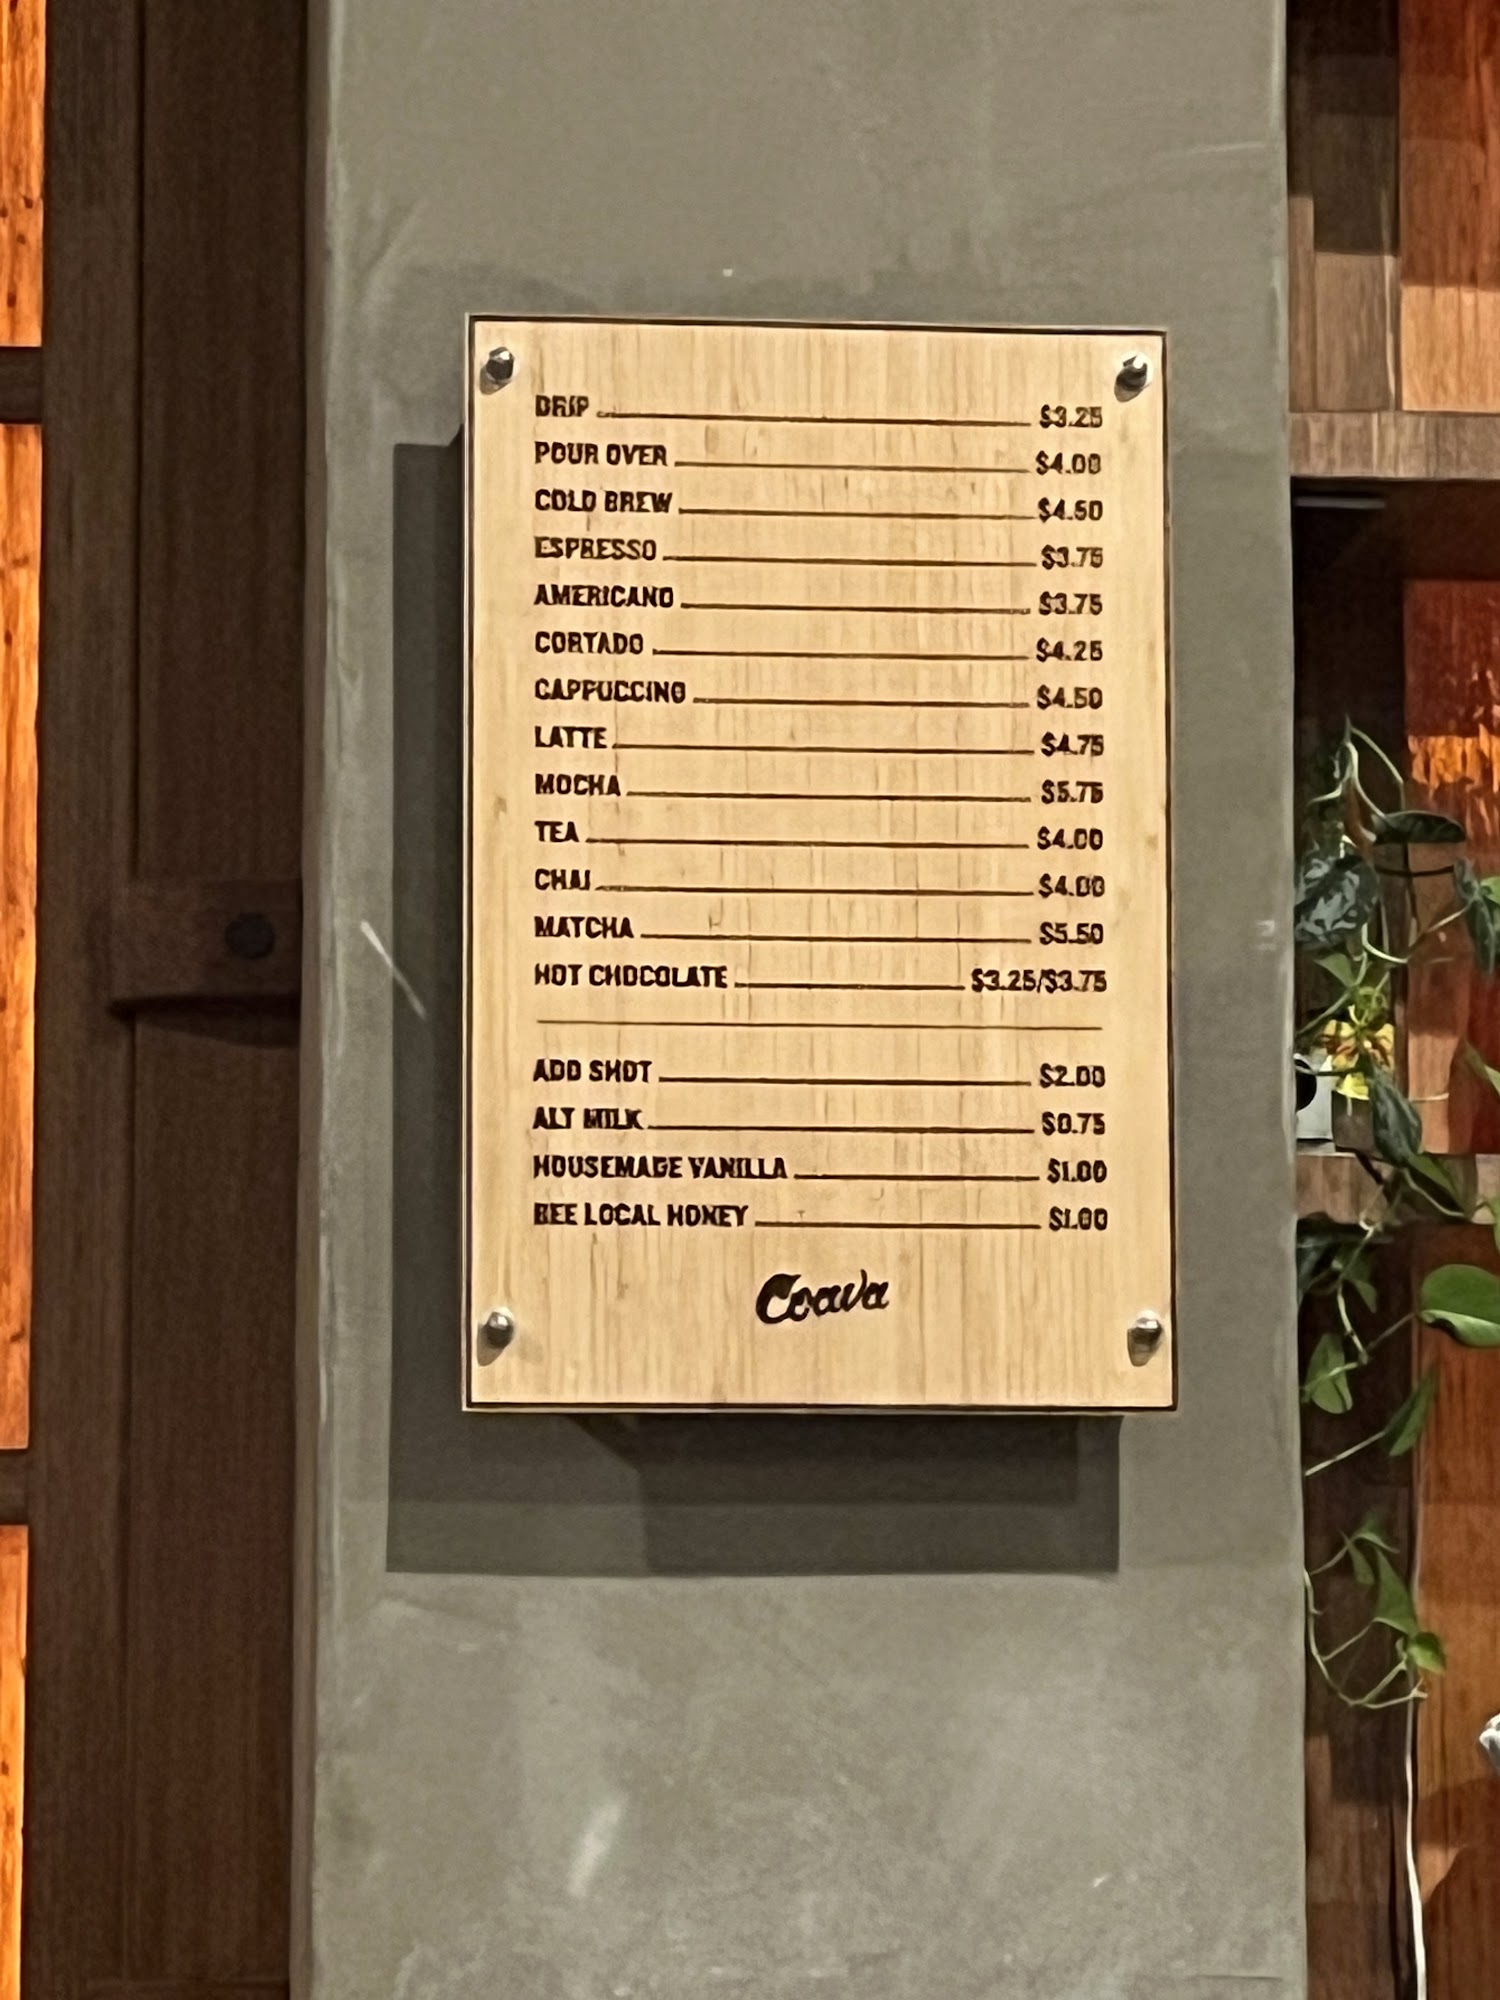 DRIP $3.25
POUR OVER $4.00
COLD BREW $4.50
ESPRESSO $3.75
AMERICANO $3.75
CORTADO $4.25
CAPPUCCINO $4.50
LATTE $4.75
MOCHA $5.75
TEA $4.00
CHAI $4.00
MATCHA $5.50
HOT CHOCOLATE $3.25/$3.75
ADD SHOT $2.00
ALT MILK $0.75
HOUSEMADE VANILLA $1.00
BEE LOCAL HONEY $1.00
Coava